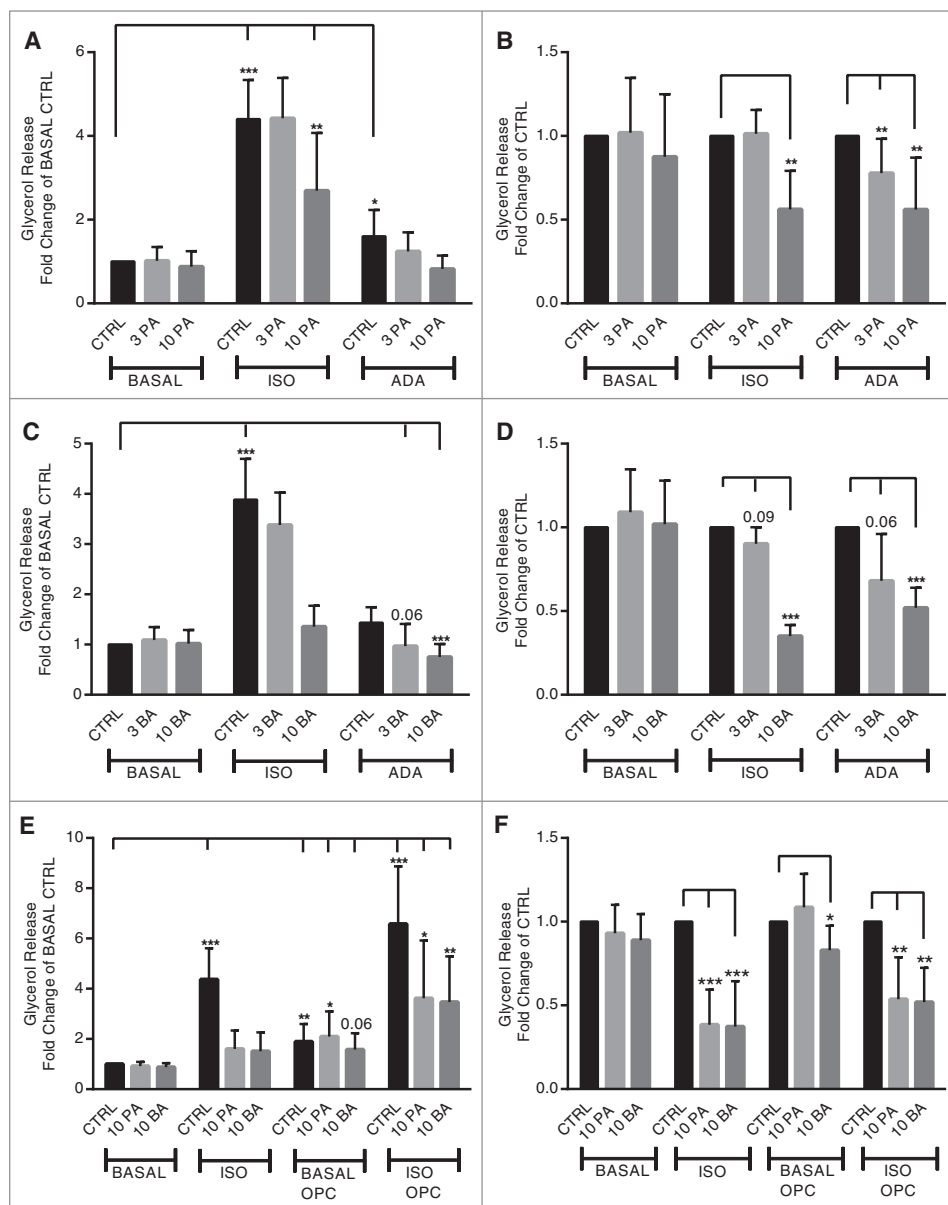 A
Glycerol Release
Fold Change of BASAL CTRL
6
4
2
0
***
**
*
CTRL 3 PA 10 PA CTRL 3 PA 10 PA CTRL 3 PA 10 PA
BASAL ISO ADA
B
Glycerol Release
Fold Change of CTRL
1.5
1.0
0.5
0.0
**
** **
CTRL 3 PA 10 PA CTRL 3 PA 10 PA CTRL 3 PA 10 PA
BASAL ISO ADA
C
Glycerol Release
Fold Change of BASAL CTRL
5
4
3
2
1
0
***
0.06
***
CTRL 3 BA 10 BA CTRL 3 BA 10 BA CTRL 3 BA 10 BA
BASAL ISO ADA
D
Glycerol Release
Fold Change of CTRL
1.5
1.0
0.5
0.0
0.09
***
0.06
***
CTRL 3 BA 10 BA CTRL 3 BA 10 BA CTRL 3 BA 10 BA
BASAL ISO ADA
E
Glycerol Release
Fold Change of BASAL CTRL
10
8
6
4
2
0
***
** * 0.06
*** * **
CTRL 10 PA 10 BA CTRL 10 PA 10 BA CTRL 10 PA 10 BA CTRL 10 PA 10 BA
BASAL ISO BASAL ISO
OPC OPC
F
Glycerol Release
Fold Change of CTRL
1.5
1.0
0.5
0.0
*** ***
*
** **
CTRL 10 PA 10 BA CTRL 10 PA 10 BA CTRL 10 PA 10 BA CTRL 10 PA 10 BA
BASAL ISO BASAL ISO
OPC OPC